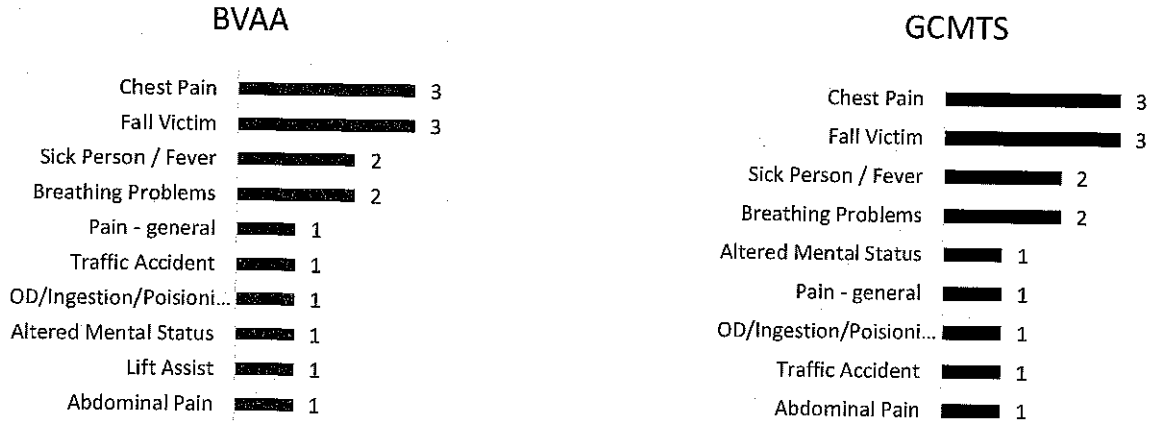 BVAA
Chest Pain 3
Fall Victim 3
Sick Person / Fever 2
Breathing Problems 2
Pain - general 1
Traffic Accident 1
OD/Ingestion/Poisioni... 1
Altered Mental Status 1
Lift Assist 1
Abdominal Pain 1
GCMTS
Chest Pain 3
Fall Victim 3
Sick Person / Fever 2
Breathing Problems 2
Altered Mental Status 1
Pain - general 1
OD/Ingestion/Poisioni... 1
Traffic Accident 1
Abdominal Pain 1